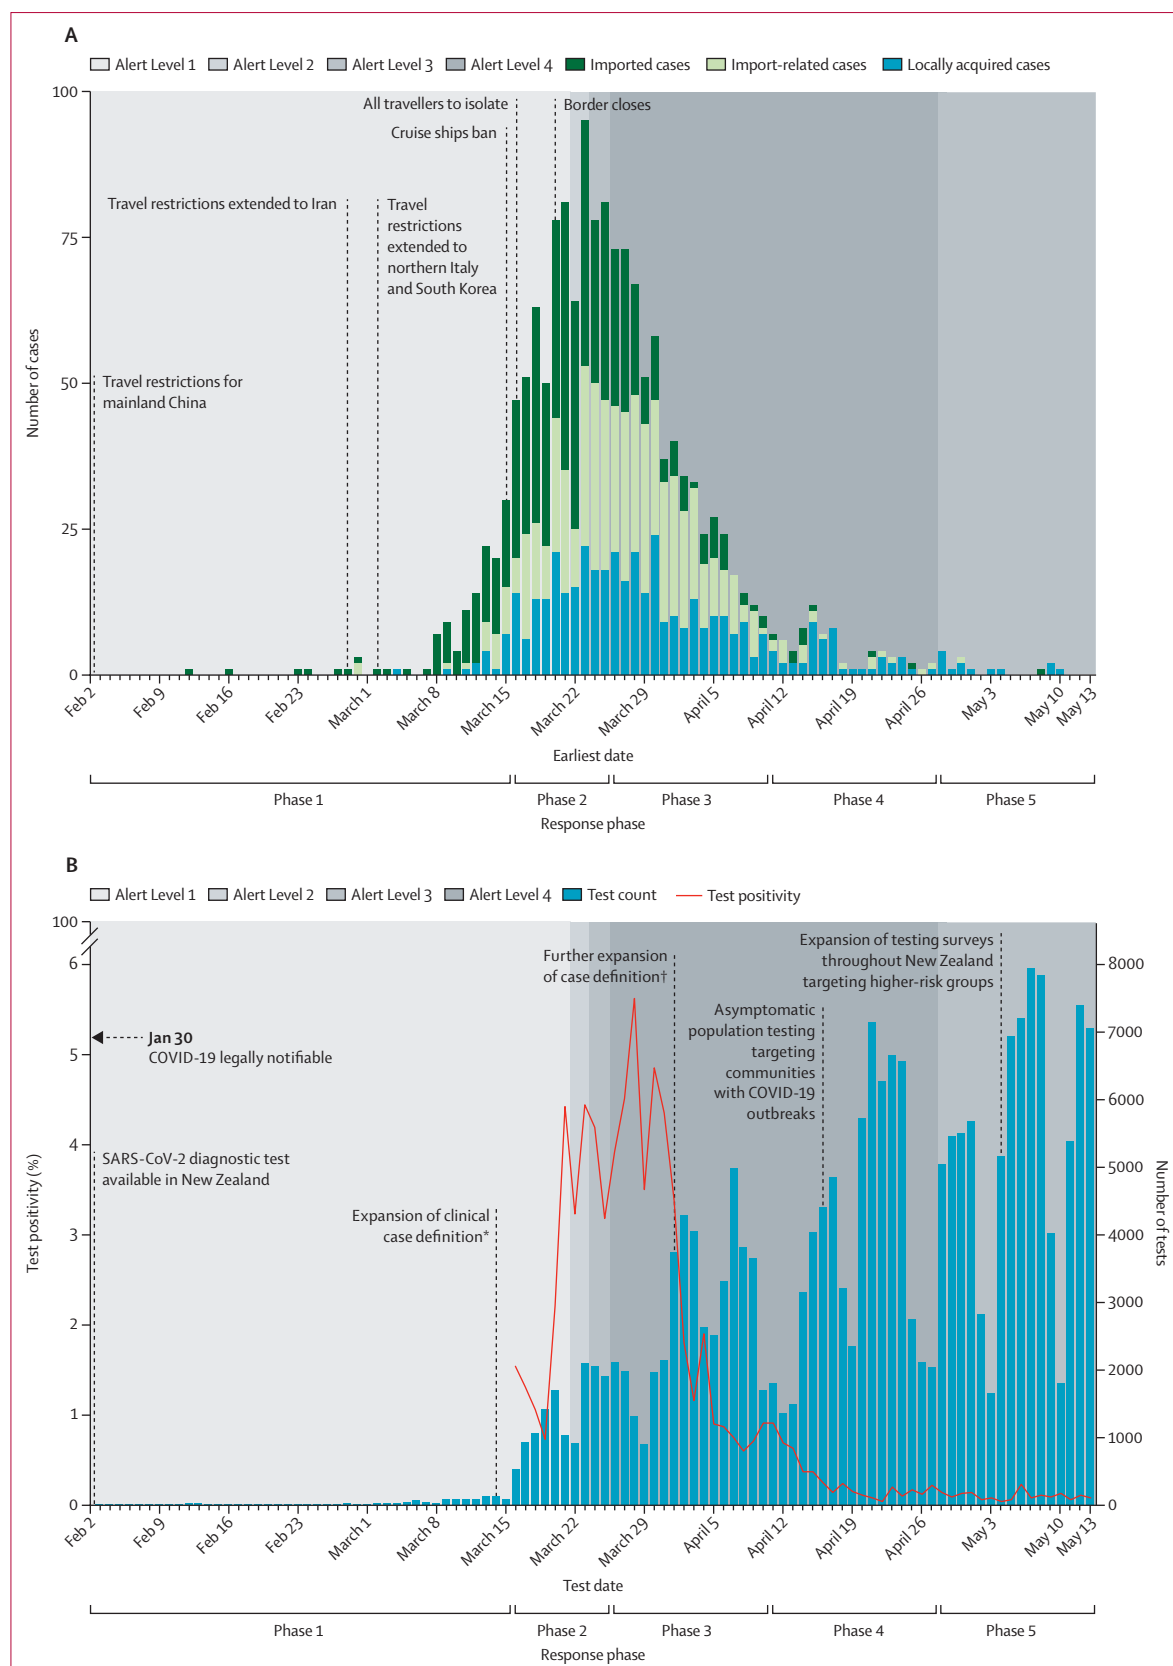 A
Alert Level 1 Alert Level 2 Alert Level 3 Alert Level 4 Imported cases Import-related cases Locally acquired cases
100
75
50
25
0
Number of cases
All travellers to isolate
Border closes
Cruise ships ban
Travel restrictions extended to Iran
Travel
restrictions
extended to
northern Italy
and South Korea
Travel restrictions for
mainland China
Feb 2 Feb 9 Feb 16 Feb 23 March 1 March 8 March 15 March 22 March 29 April 5 April 12 April 19 April 26 May 3 May 10 May 13
Earliest date
Phase 1 Phase 2 Phase 3 Phase 4 Phase 5
Response phase
B
Alert Level 1 Alert Level 2 Alert Level 3 Alert Level 4 Test count Test positivity
100
6
5
4
3
2
1
0
Test positivity (%)
Jan 30
COVID-19 legally notifiable
SARS-CoV-2 diagnostic test
available in New Zealand
Expansion of clinical
case definition*
Further expansion
of case definition†
Asymptomatic
population testing
targeting
communities
with COVID-19
outbreaks
Expansion of testing surveys
throughout New Zealand
targeting higher-risk groups
8000
7000
6000
5000
4000
3000
2000
1000
0
Number of tests
Feb 2 Feb 9 Feb 16 Feb 23 March 1 March 8 March 15 March 22 March 29 April 5 April 12 April 19 April 26 May 3 May 10 May 13
Test date
Phase 1 Phase 2 Phase 3 Phase 4 Phase 5
Response phase